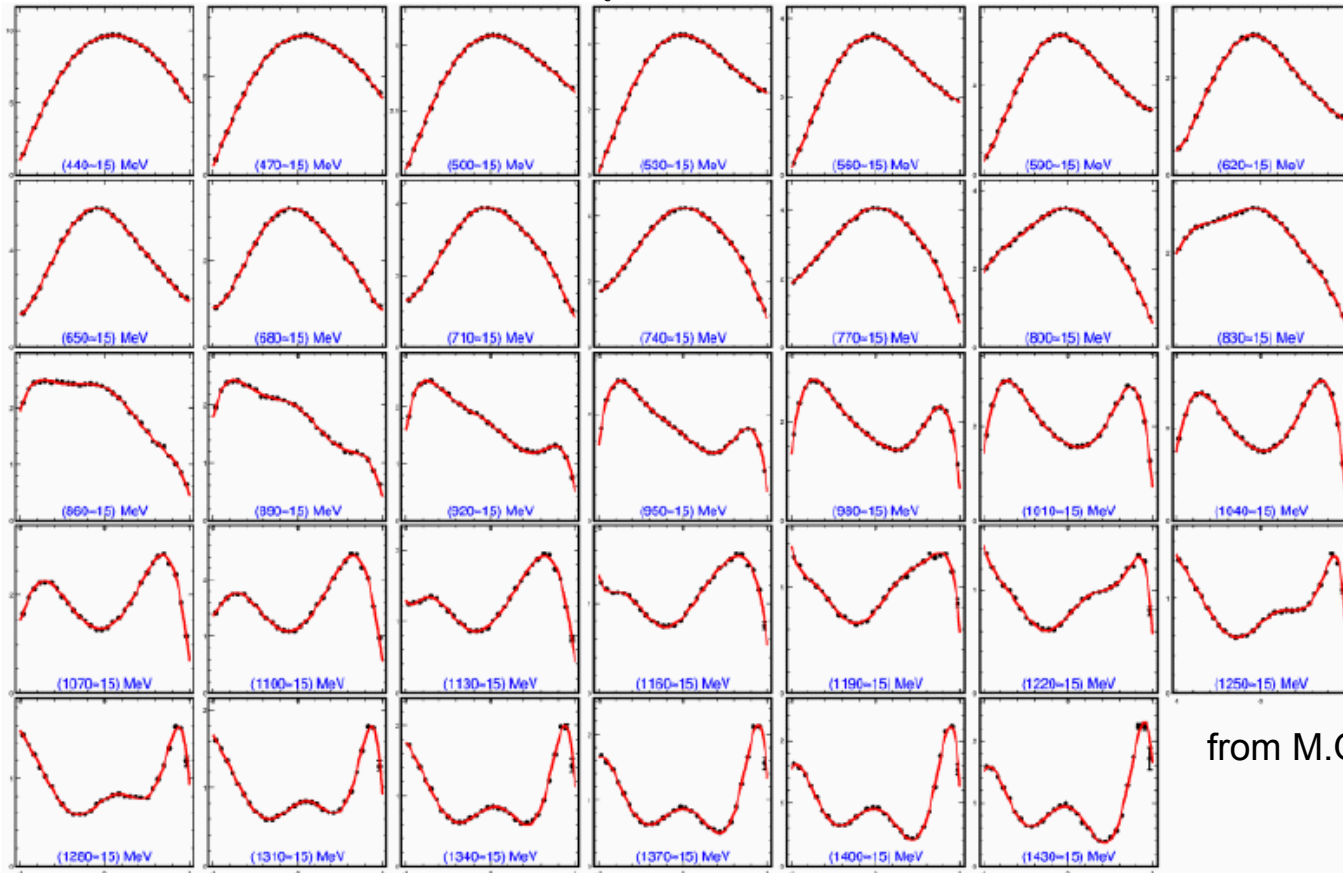 (440=15) MeV
(470=15) MeV
(500=15) MeV
(530=15) MeV
(560=15) MeV
(590=15) MeV
(620=15) MeV
(650=15) MeV
(680=15) MeV
(710=15) MeV
(740=15) MeV
(770=15) MeV
(800=15) MeV
(830=15) MeV
(860=15) MeV
(890=15) MeV
(920=15) MeV
(950=15) MeV
(980=15) MeV
(1010=15) MeV
(1040=15) MeV
(1070=15) MeV
(1100=15) MeV
(1130=15) MeV
(1160=15) MeV
(1190=15) MeV
(1220=15) MeV
(1250=15) MeV
from M.
(1280=15) MeV
(1310=15) MeV
(1340=15) MeV
(1370=15) MeV
(1400=15) MeV
(1430=15) MeV